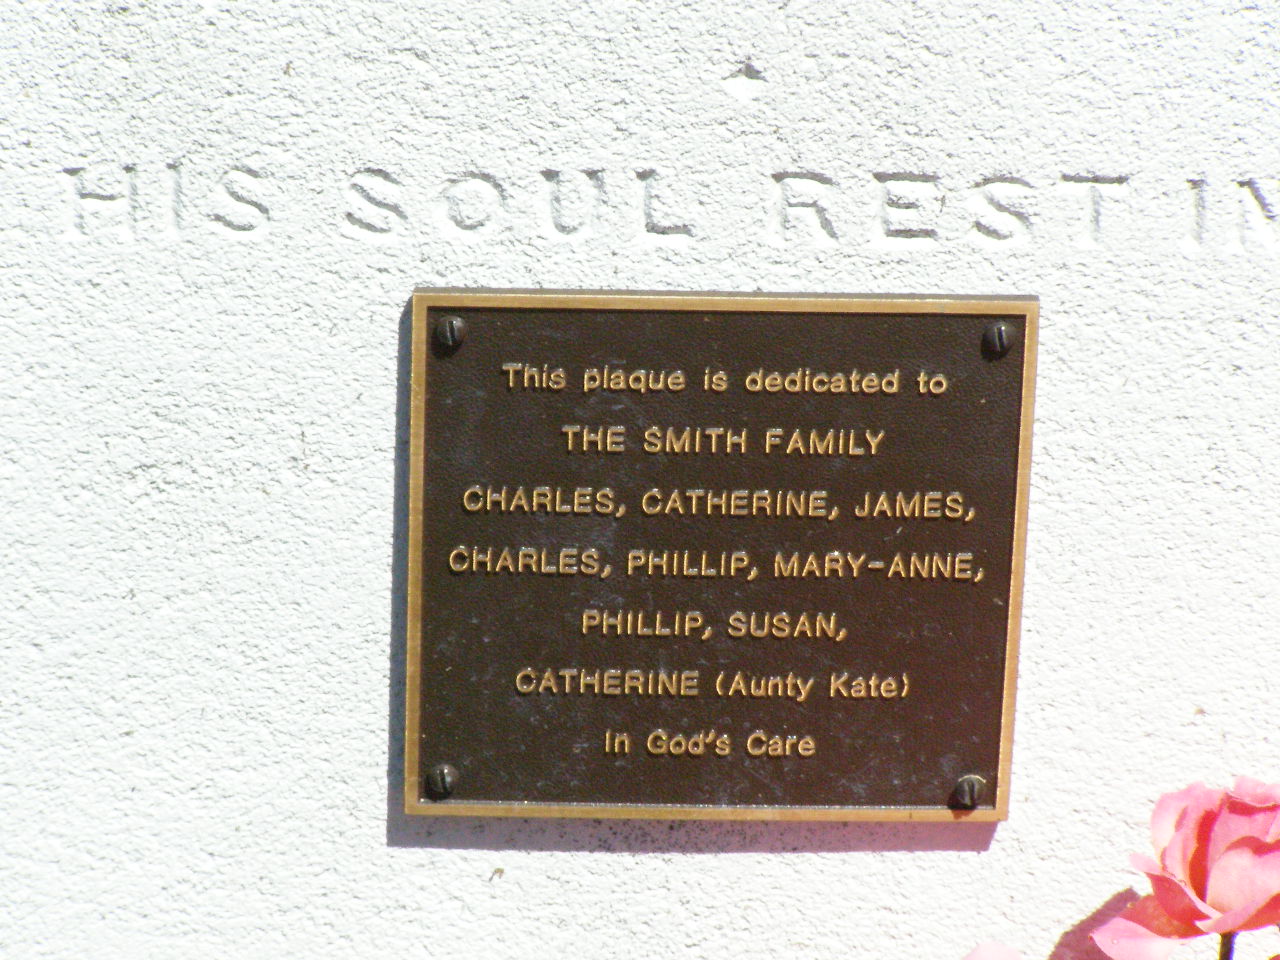 HIS SOUL REST IN
This plaque is dedicated to
THE SMITH FAMILY
CHARLES, CATHERINE, JAMES,
CHARLES, PHILLIP, MARY-ANNE,
PHILLIP, SUSAN,
CATHERINE (Aunty Kate)
In God's Care